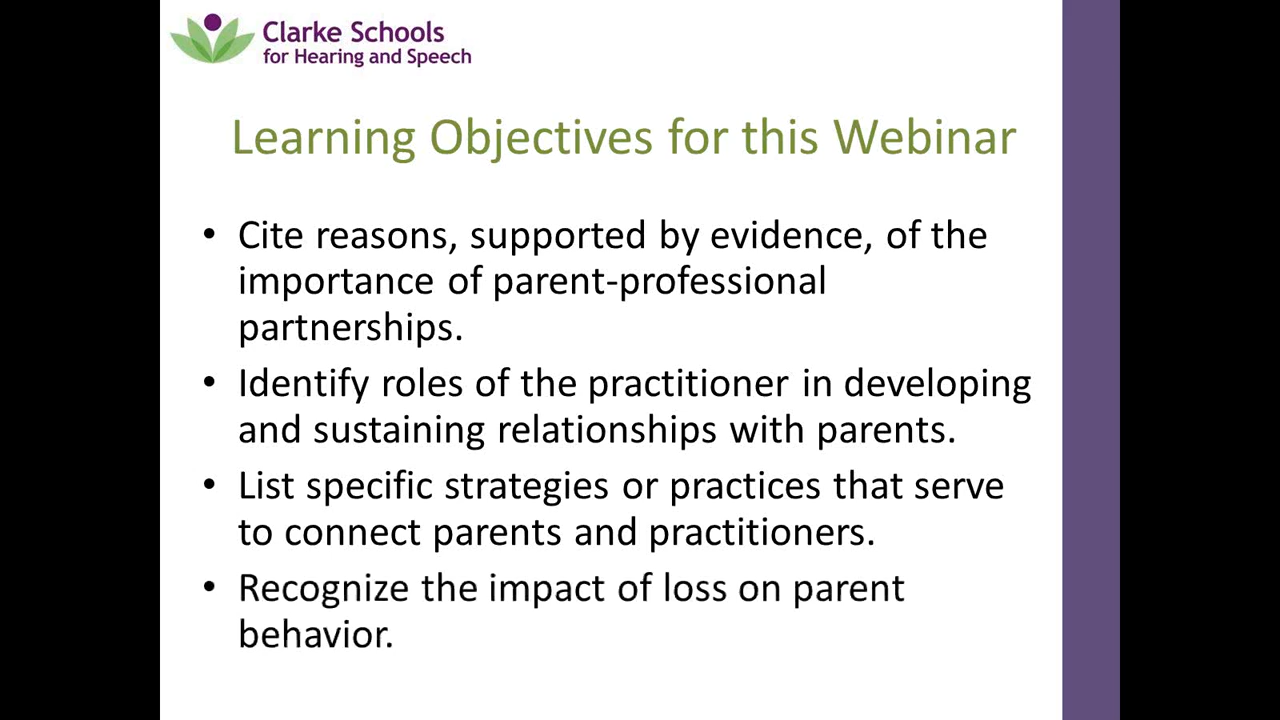 Clarke Schools
for Hearing and Speech
Learning Objectives for this Webinar
• Cite reasons, supported by evidence, of the
importance of parent-professional
partnerships.
• Identify roles of the practitioner in developing
and sustaining relationships with parents.
• List specific strategies or practices that serve
to connect parents and practitioners.
• Recognize the impact of loss on parent
behavior.